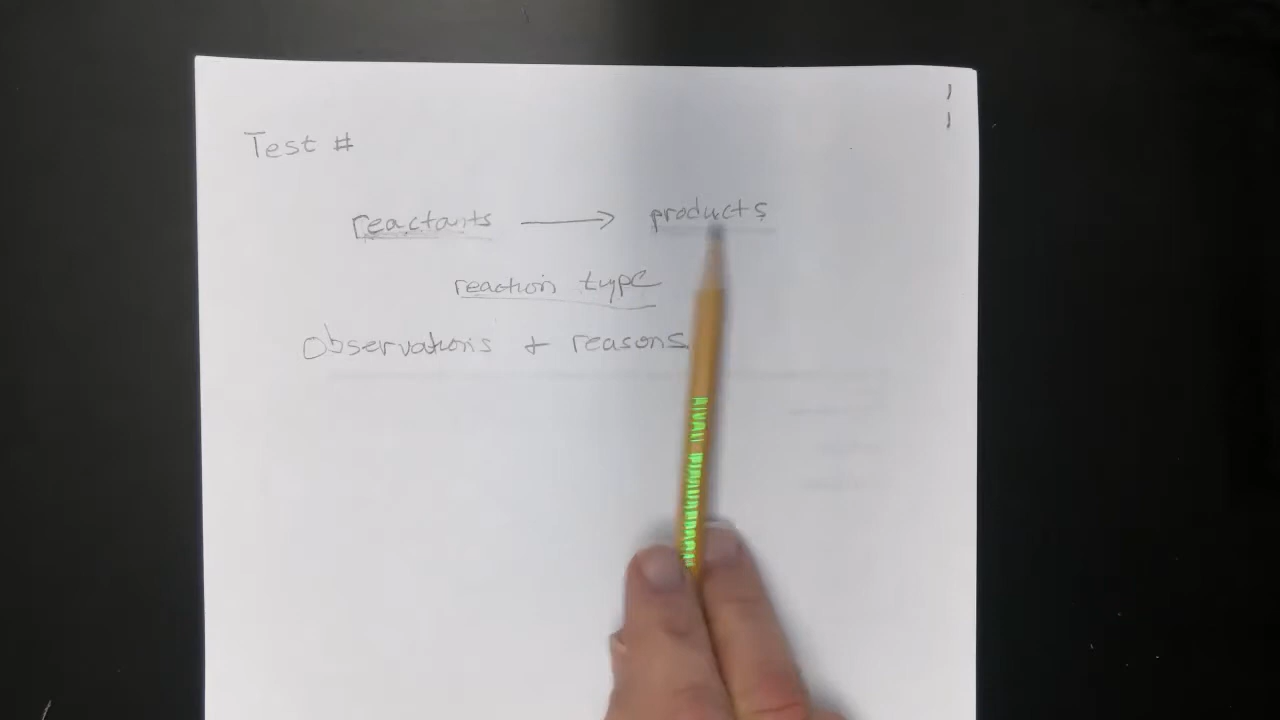 Test #
reactants → products
reaction type
Observations + reasons